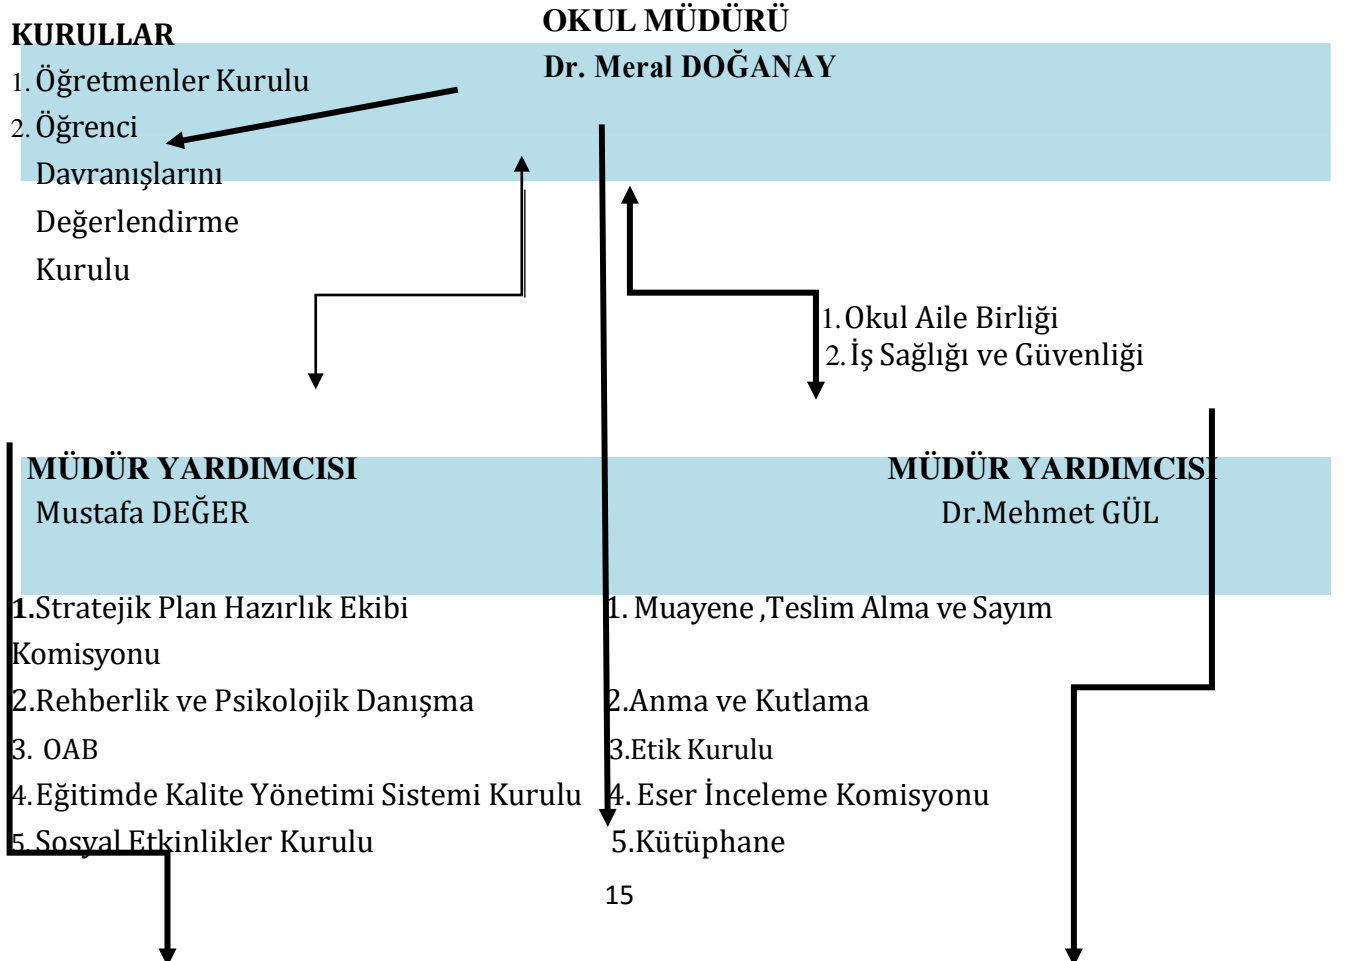 KURULLAR
1. Öğretmenler Kurulu
2. Öğrenci
Davranışlarını
Değerlendirme
Kurulu
OKUL MÜDÜRÜ
Dr. Meral DOĞANAY
1. Okul Aile Birliği
2. İş Sağlığı ve Güvenliği
MÜDÜR YARDIMCISI
Mustafa DEĞER
MÜDÜR YARDIMCISI
Dr.Mehmet GÜL
1.Stratejik Plan Hazırlık Ekibi 1. Muayene ,Teslim Alma ve Sayım
Komisyonu
2.Rehberlik ve Psikolojik Danışma 2.Anma ve Kutlama
3. OAB 3.Etik Kurulu
4. Eğitimde Kalite Yönetimi Sistemi Kurulu 4. Eser İnceleme Komisyonu
5. Sosyal Etkinlikler Kurulu 5.Kütüphane
15